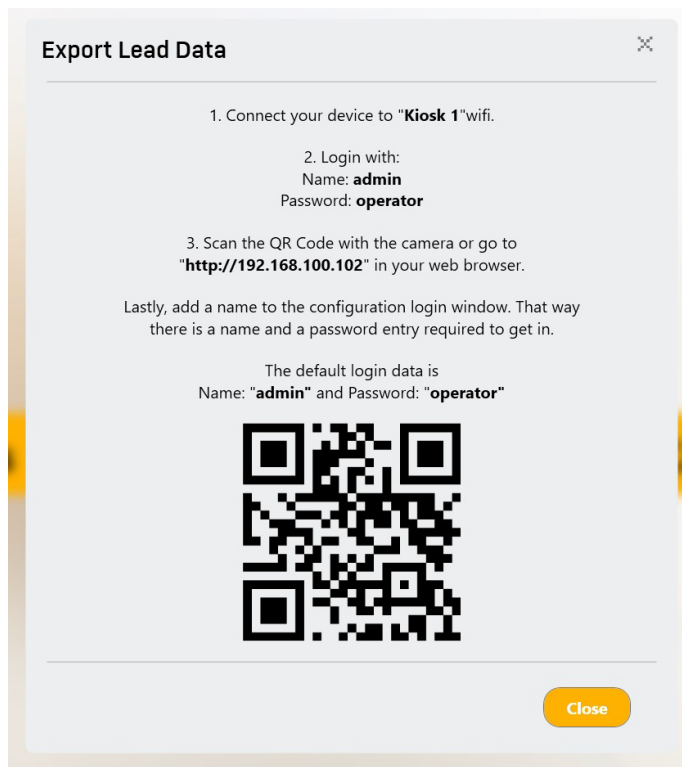 Export Lead Data
1. Connect your device to "Kiosk 1"wifi.
2. Login with:
Name: admin
Password: operator
3. Scan the QR Code with the camera or go to
"http://192.168.100.102" in your web browser.
Lastly, add a name to the configuration login window. That way
there is a name and a password entry required to get in.
The default login data is
Name: "admin" and Password: "operator"
Close